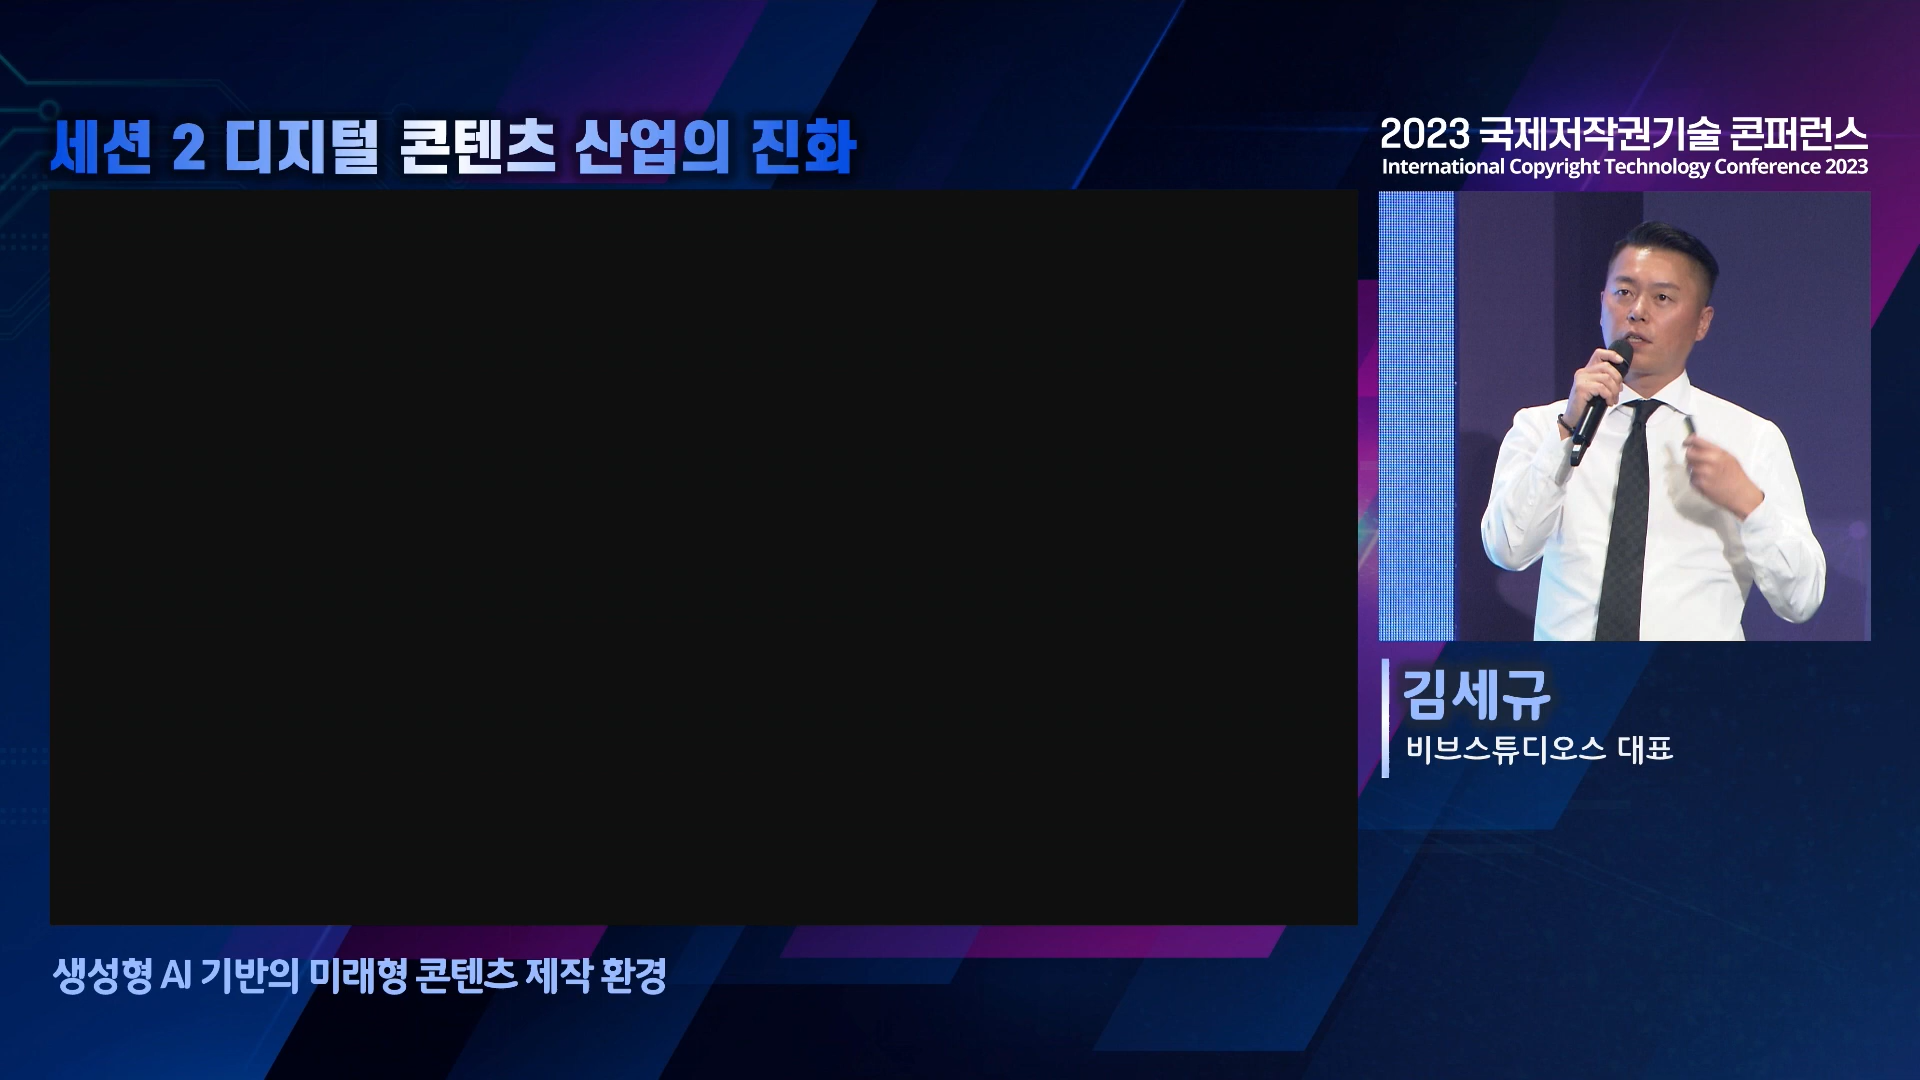 세션 2 디지털 콘텐츠 산업의 진화
2023 국제저작권기술 콘퍼런스
International Copyright Technology Conference 2023
김세규
비브스튜디오스 대표
생성형 AI 기반의 미래형 콘텐츠 제작 환경